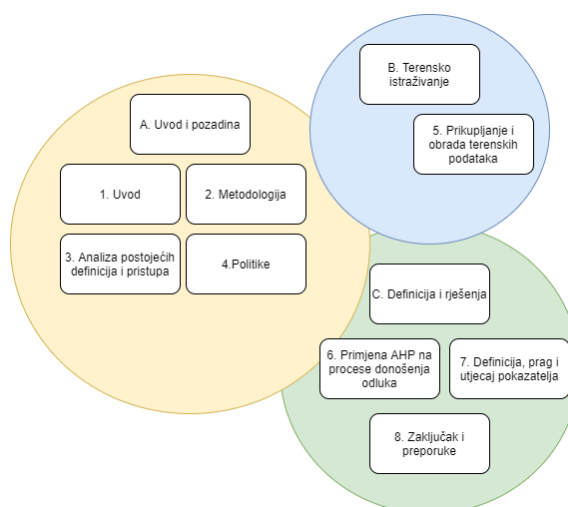 A. Uvod i pozadina
1. Uvod
2. Metodologija
3. Analiza postojećih
definicija i pristupa
4.Politike
B. Terensko
istraživanje
5. Prikupljanje i
obrada terenskih
podataka
C. Definicija i rješenja
6. Primjena AHP na
procese donošenja
odluka
7. Definicija, prag i
utjecaj pokazatelja
8. Zaključak i
preporuke